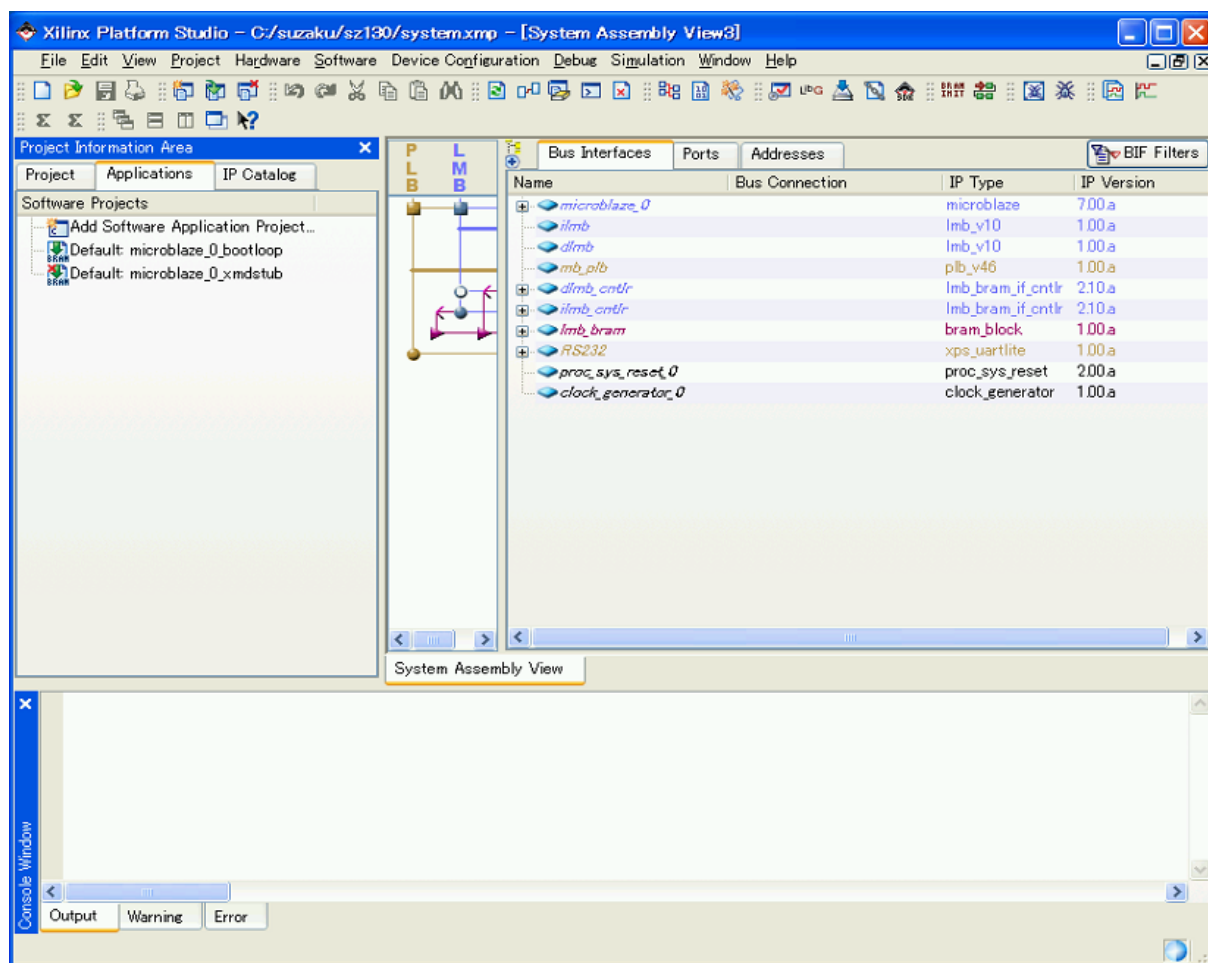 Xilinx Platform Studio - C:/suzaku/sz130/system.xmp - [System Assembly View3]
File Edit View Project Hardware Software Device Configuration Debug Simulation Window Help
Project Information Area
Project Applications IP Catalog
Software Projects
Add Software Application Project...
Default: microblaze_0_bootloop
Default: microblaze_0_xmdstub
P L B
L M B
Bus Interfaces Ports Addresses BIF Filters
Name Bus Connection IP Type IP Version
microblaze_0 microblaze 7.00.a
ilmb lmb_v10 1.00.a
dlmb lmb_v10 1.00.a
mb_plb plb_v46 1.00.a
dlmb_cntlr lmb_bram_if_cntlr 2.10.a
ilmb_cntlr lmb_bram_if_cntlr 2.10.a
lmb_bram bram_block 1.00.a
RS232 xps_uartlite 1.00.a
proc_sys_reset_0 proc_sys_reset 2.00.a
clock_generator_0 clock_generator 1.00.a
System Assembly View
Console Window
Output Warning Error